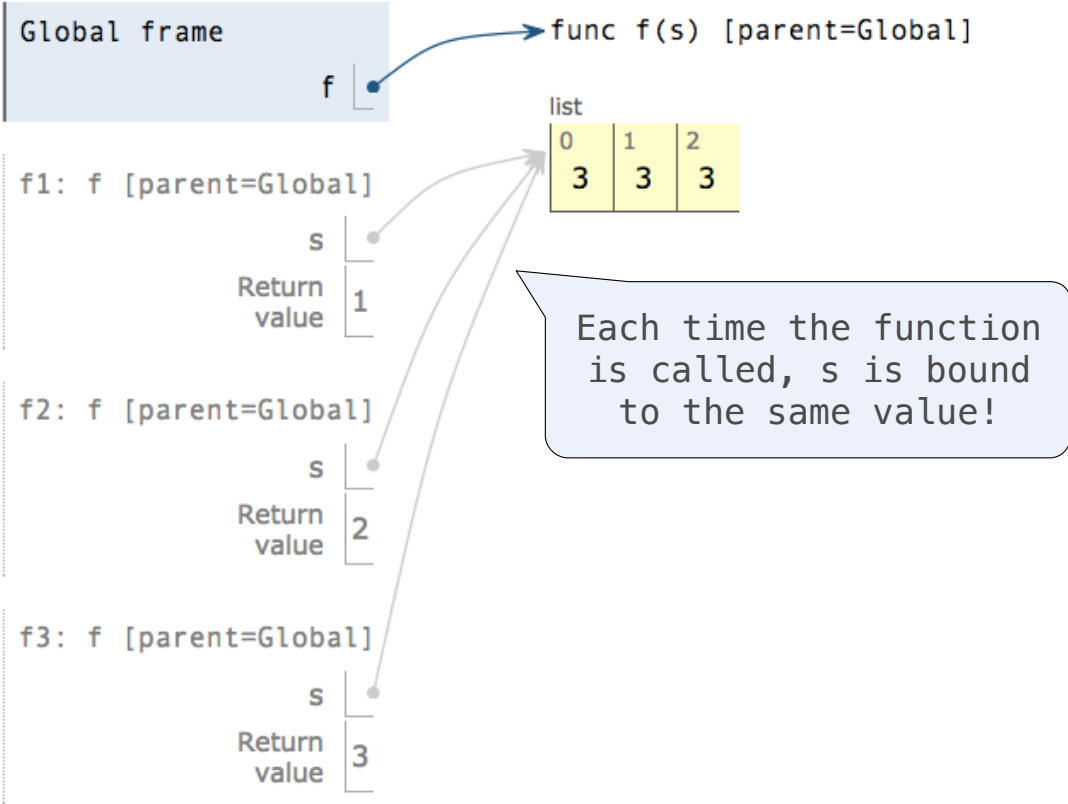 Global frame
func f(s) [parent=Global]
f
list
0 1 2
3 3 3
f1: f [parent=Global]
s
Return
value
1
Each time the function
is called, s is bound
to the same value!
f2: f [parent=Global]
s
Return
value
2
f3: f [parent=Global]
s
Return
value
3